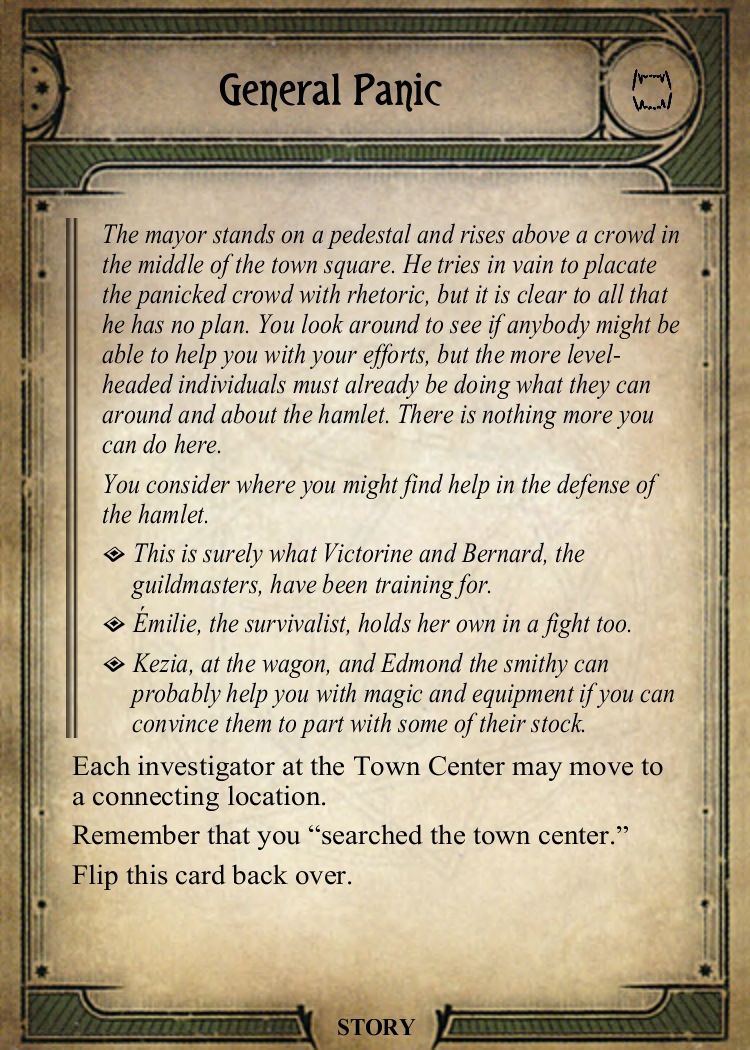 General Panic
The mayor stands on a pedestal and rises above a crowd in
the middle of the town square. He tries in vain to placate
the panicked crowd with rhetoric, but it is clear to all that
he has no plan. You look around to see if anybody might be
able to help you with your efforts, but the more level-
headed individuals must already be doing what they can
around and about the hamlet. There is nothing more you
can do here.
You consider where you might find help in the defense of
the hamlet.
This is surely what Victorine and Bernard, the
guildmasters, have been training for.
Émilie, the survivalist, holds her own in a fight too.
Kezia, at the wagon, and Edmond the smithy can
probably help you with magic and equipment if you can
convince them to part with some of their stock.
Each investigator at the Town Center may move to
a connecting location.
Remember that you “searched the town center.”
Flip this card back over.
STORY